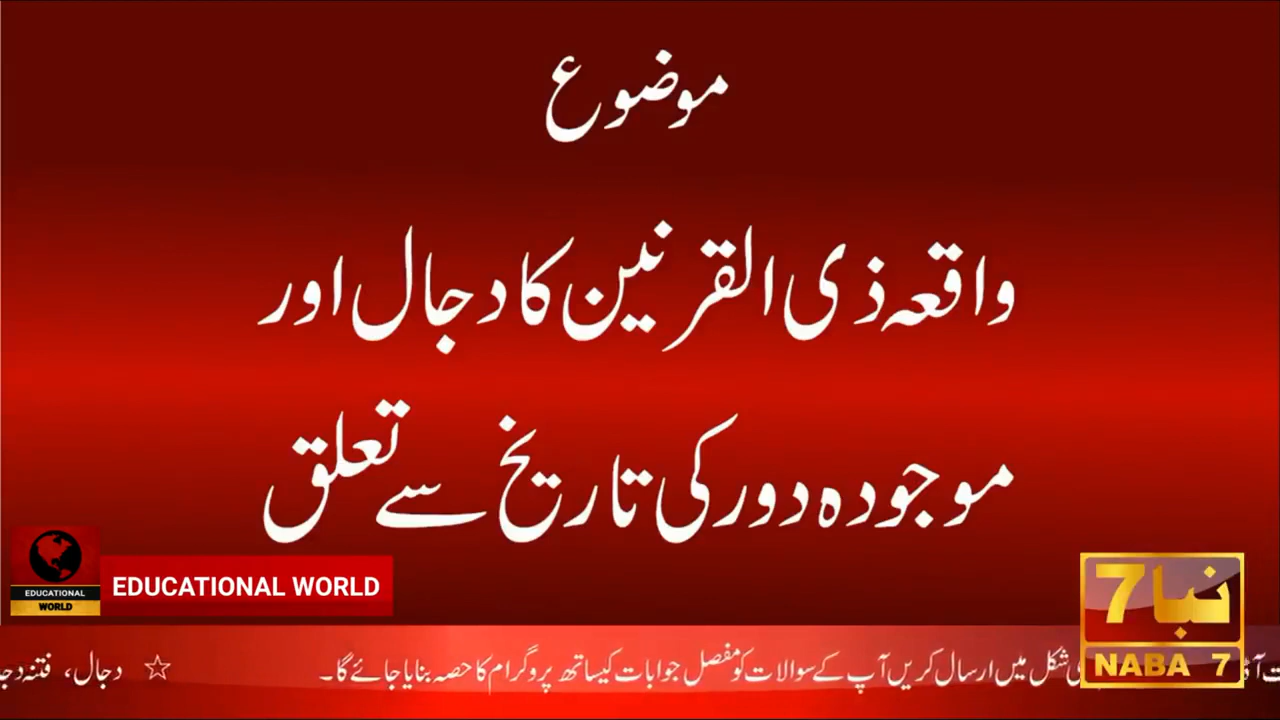 موضوع
واقعہ ذی القرنین کا دجال اور
موجودہ دور کی تاریخ سے تعلق
EDUCATIONAL
WORLD
EDUCATIONAL WORLD
نبا 7
NABA 7
شکل میں ارسال کریں آپ کے سوالات کو مفصل جوابات کیساتھ پروگرام کا حصہ بنایا جائے گا۔ ☆ دجال، فتنہ